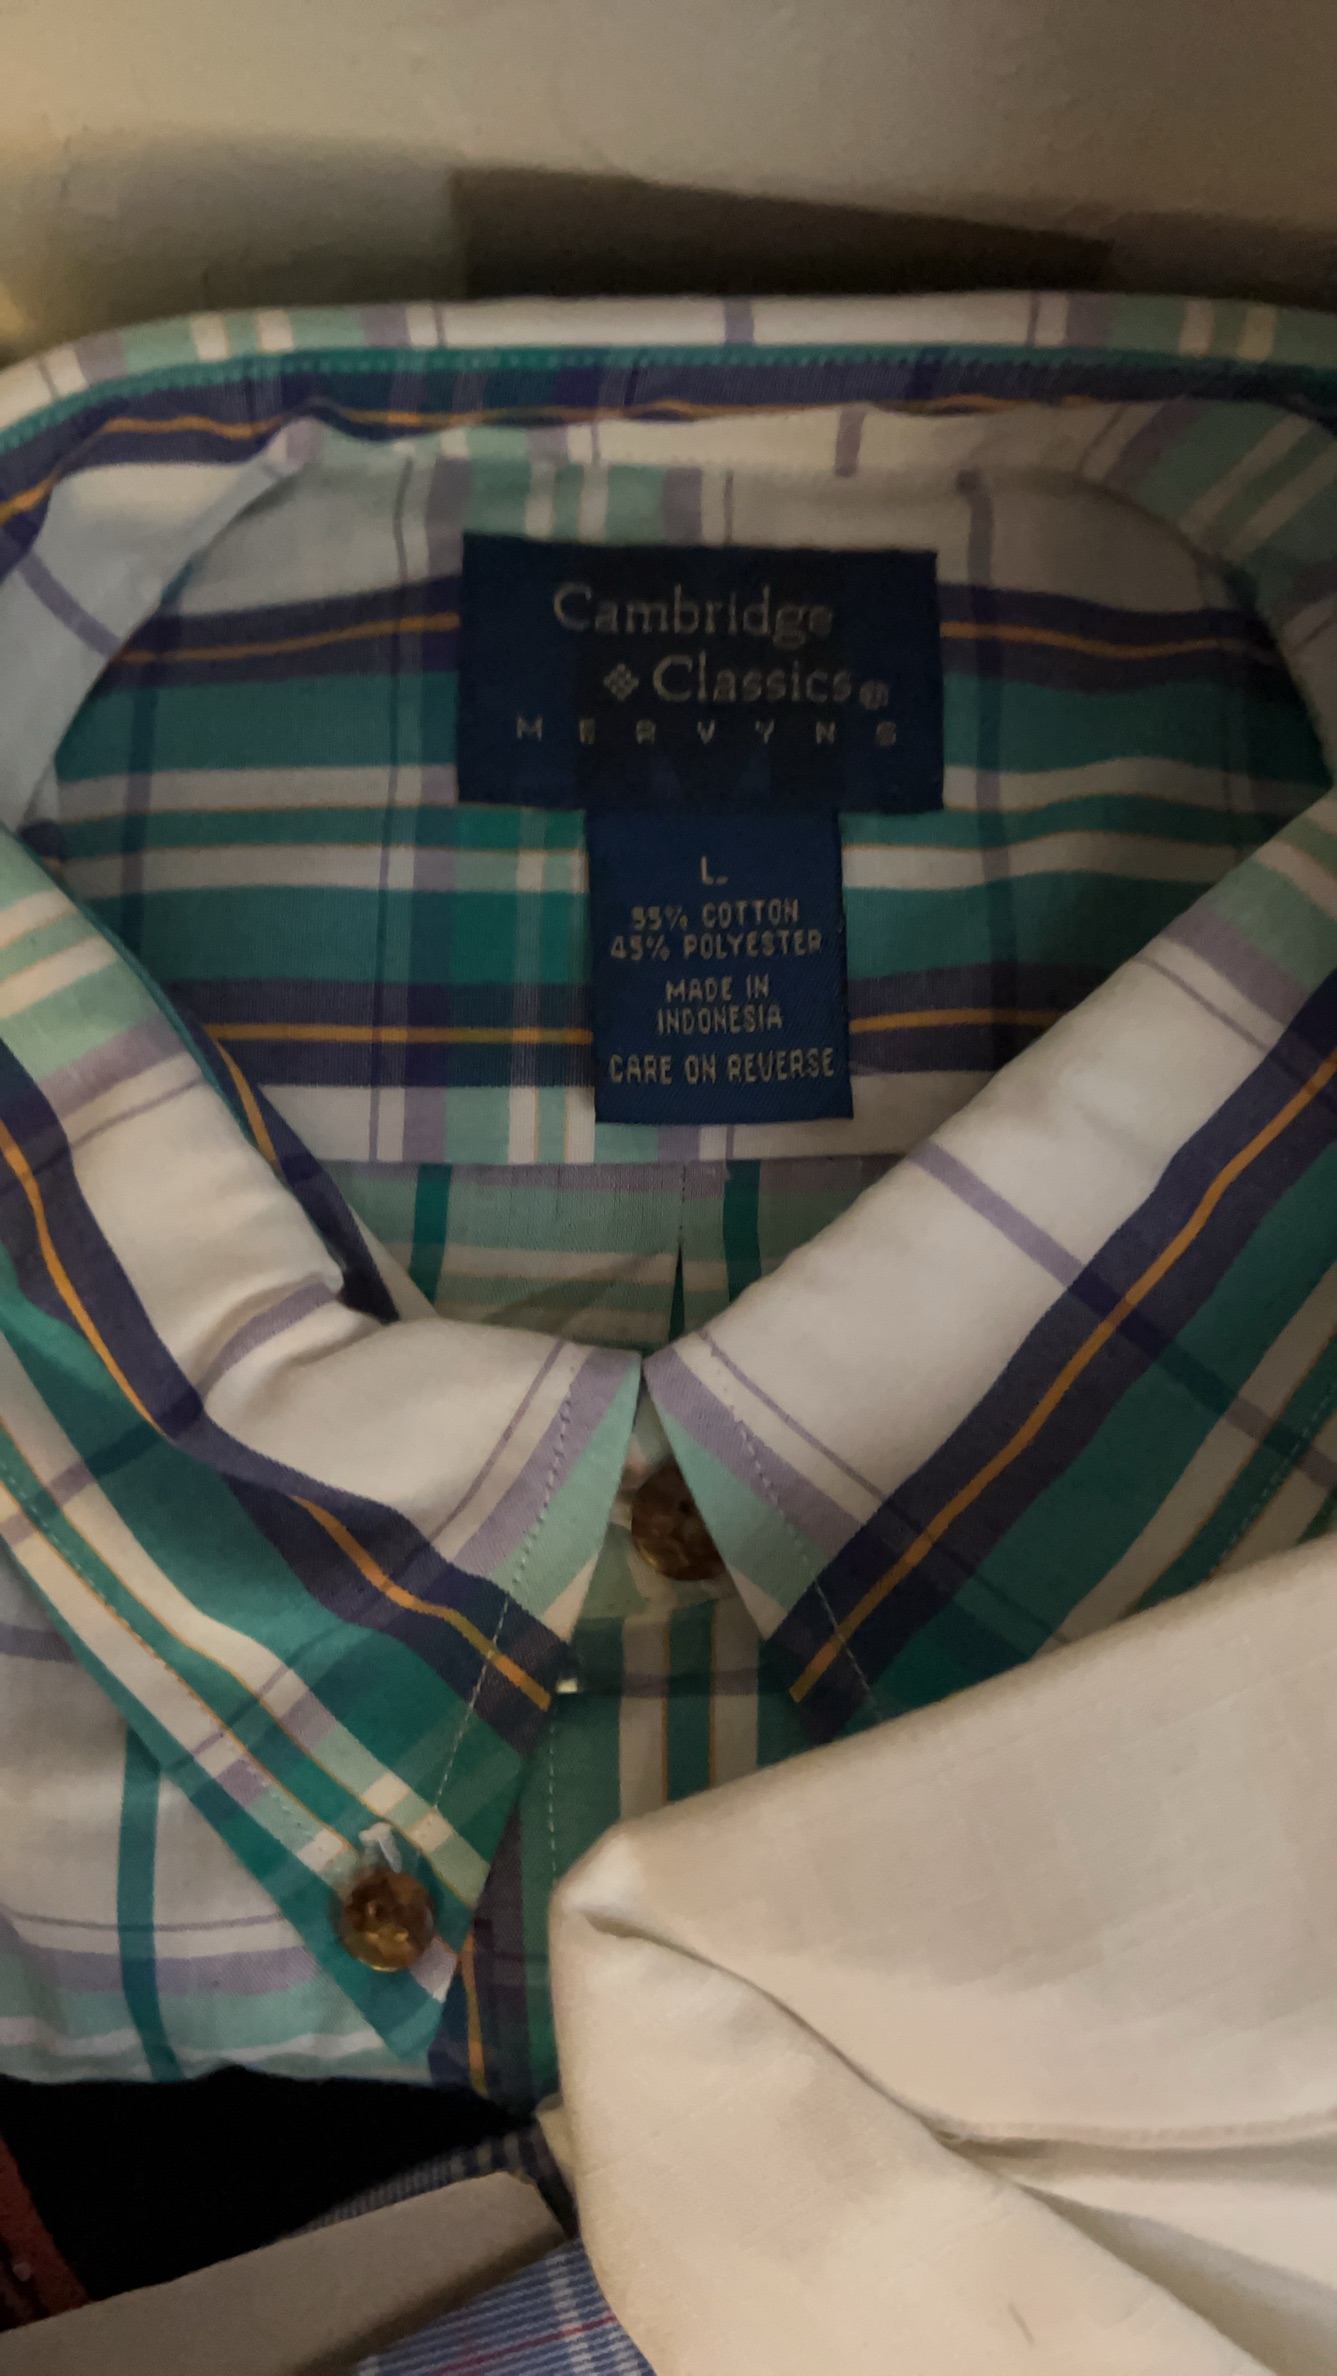 Cambridge
Classics®
MERVYNS
L
55% COTTON
45% POLYESTER
MADE IN
INDONESIA
CARE ON REVERSE